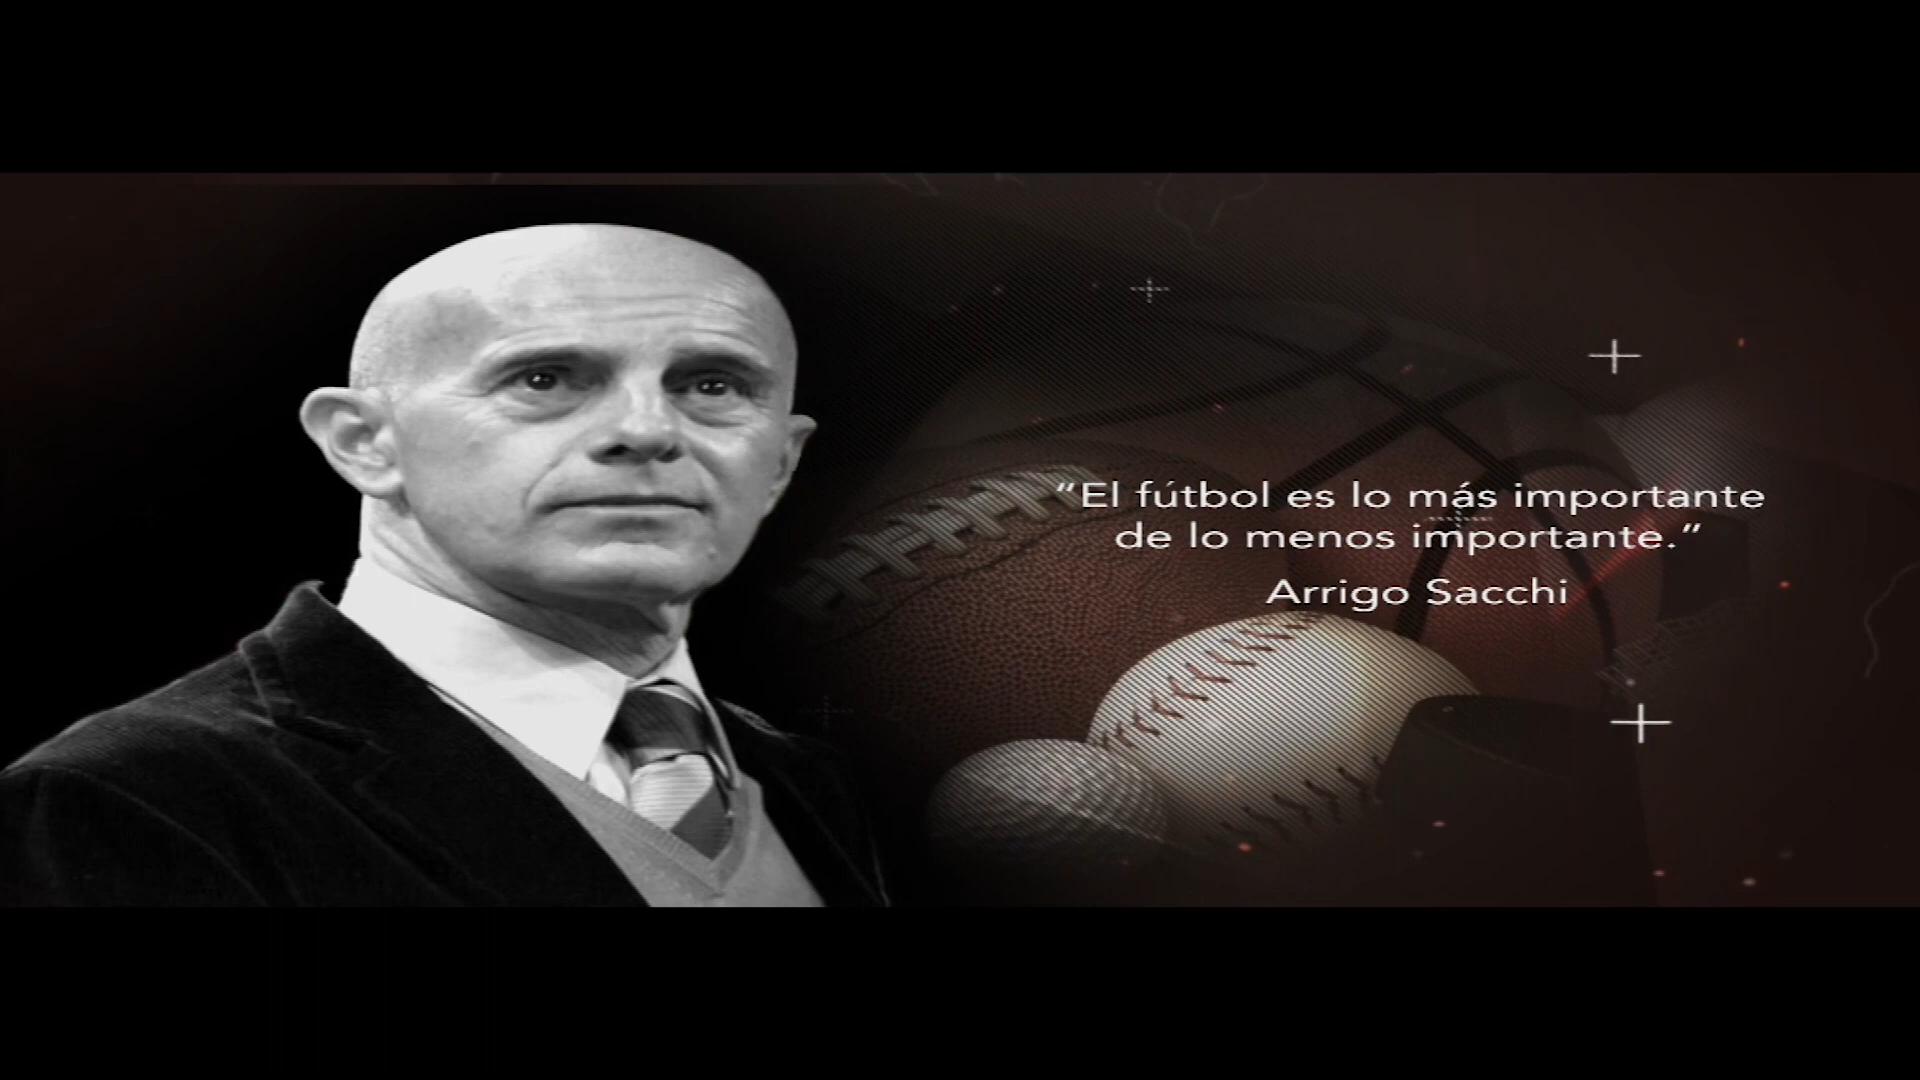 “El fútbol es lo más importante
de lo menos importante.”
Arrigo Sacchi